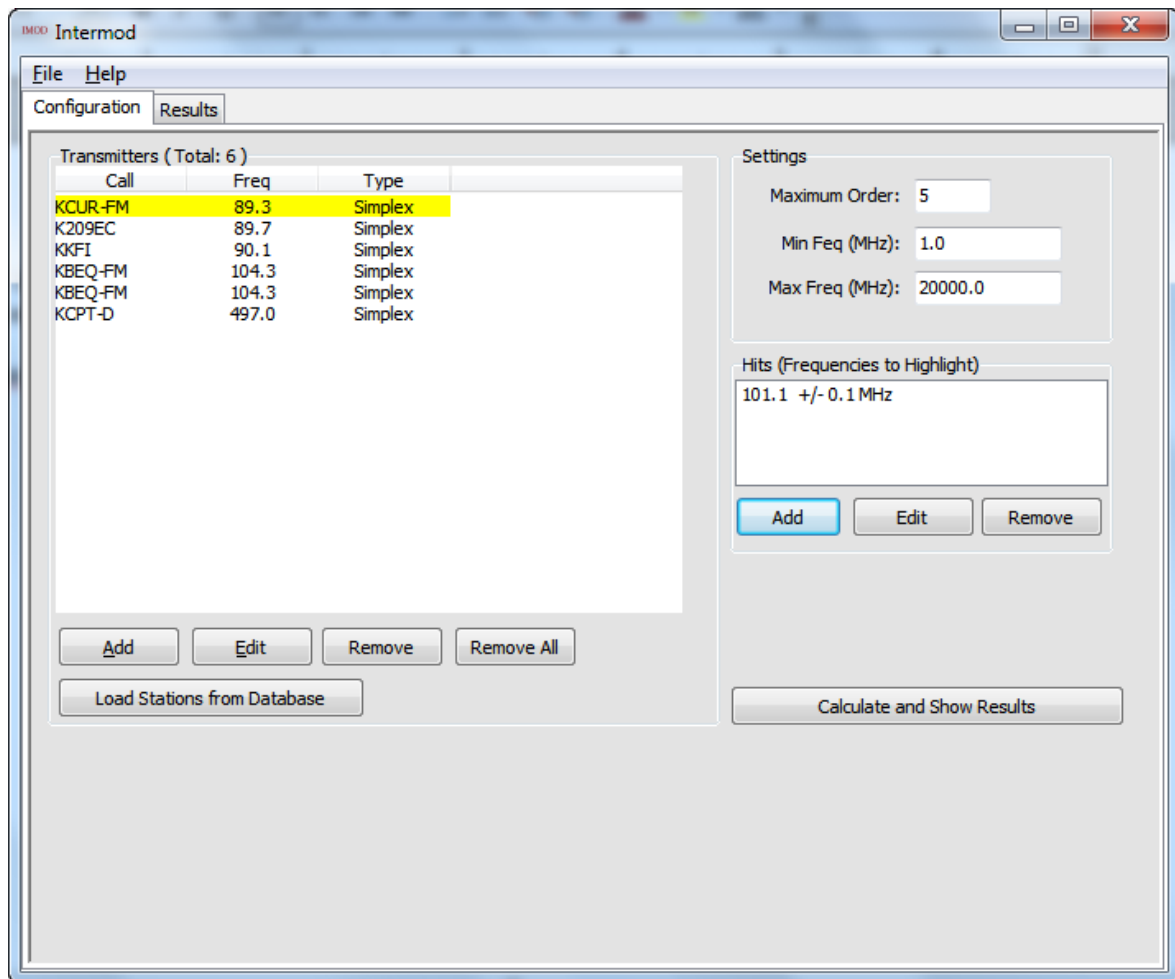 IMOD Intermod
File Help
Configuration Results
Transmitters ( Total: 6 )
Call Freq Type
KCUR-FM 89.3 Simplex
K209EC 89.7 Simplex
KKFI 90.1 Simplex
KBEQ-FM 104.3 Simplex
KBEQ-FM 104.3 Simplex
KCPT-D 497.0 Simplex
Add Edit Remove Remove All
Load Stations from Database
Settings
Maximum Order: 5
Min Feq (MHz): 1.0
Max Freq (MHz): 20000.0
Hits (Frequencies to Highlight)
101.1 +/- 0.1 MHz
Add Edit Remove
Calculate and Show Results